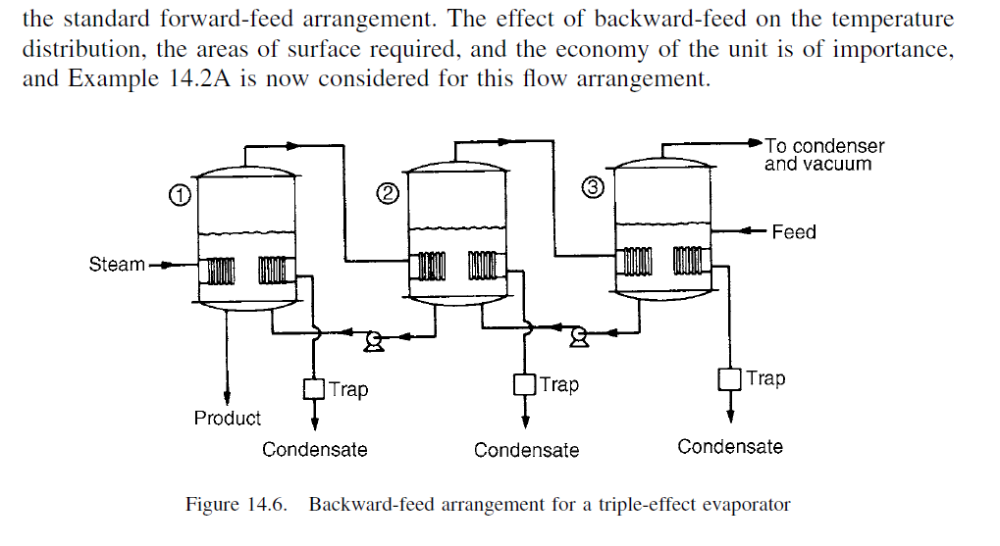 the standard forward-feed arrangement. The effect of backward-feed on the temperature
distribution, the areas of surface required, and the economy of the unit is of importance,
and Example 14.2A is now considered for this flow arrangement.
To condenser
and vacuum
1
2
3
Feed
Steam
Trap
Trap
Trap
Product
Condensate
Condensate
Condensate
Figure 14.6. Backward-feed arrangement for a triple-effect evaporator